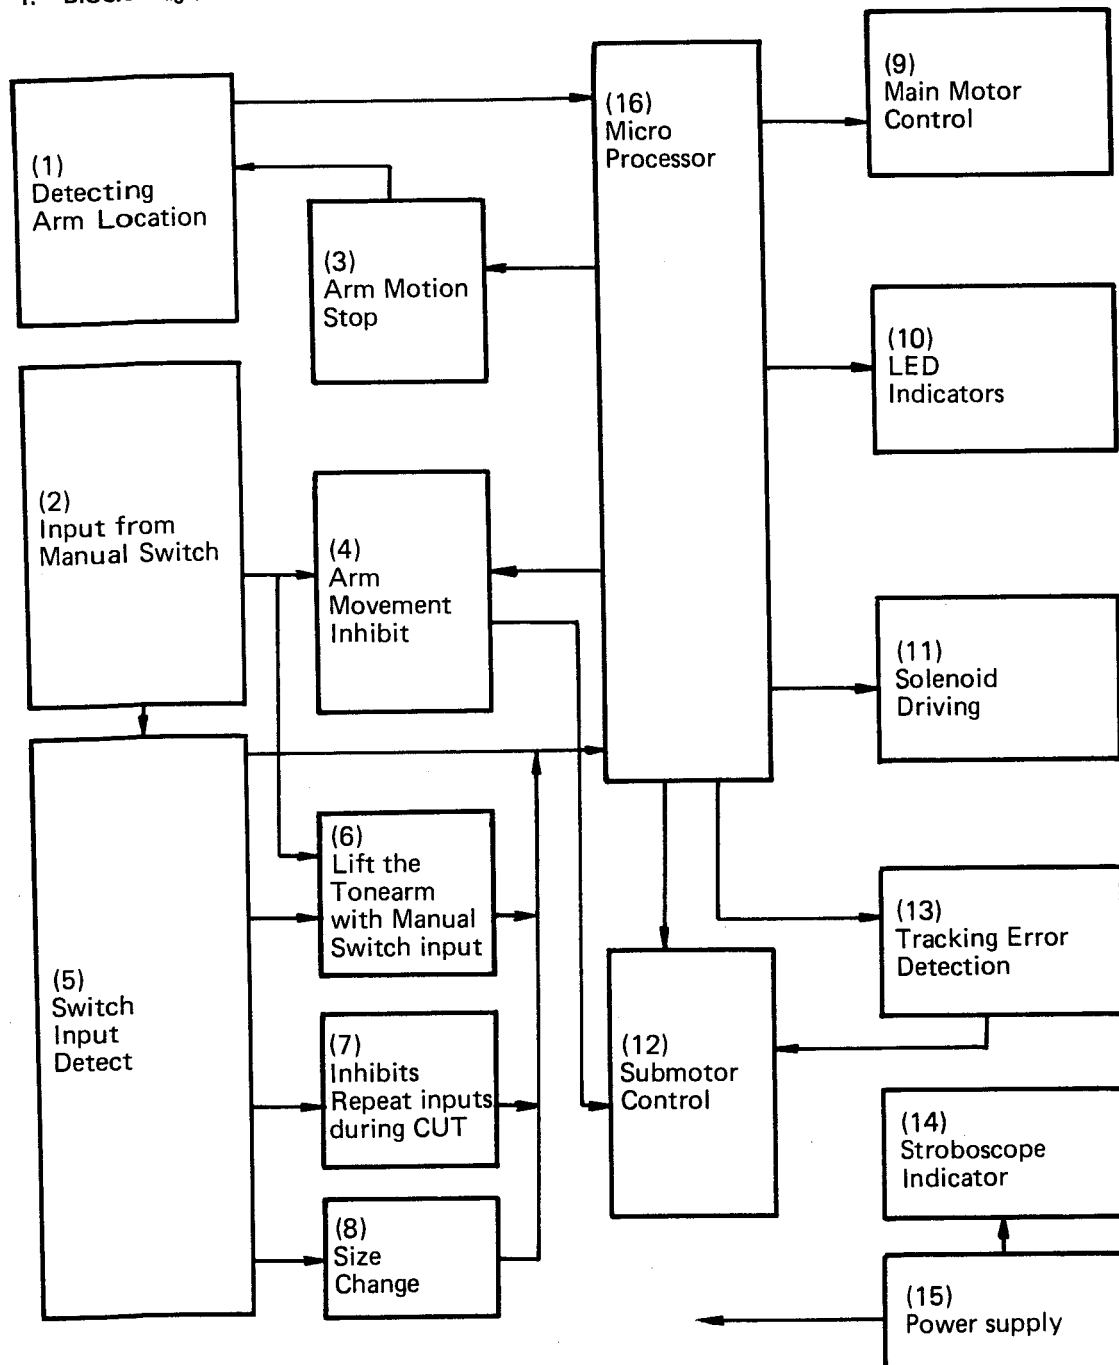 (1)
Detecting
Arm Location
(2)
Input from
Manual Switch
(3)
Arm Motion
Stop
(4)
Arm
Movement
Inhibit
(5)
Switch
Input
Detect
(6)
Lift the
Tonearm
with Manual
Switch input
(7)
Inhibits
Repeat inputs
during CUT
(8)
Size
Change
(16)
Micro
Processor
(9)
Main Motor
Control
(10)
LED
Indicators
(11)
Solenoid
Driving
(12)
Submotor
Control
(13)
Tracking Error
Detection
(14)
Stroboscope
Indicator
(15)
Power supply